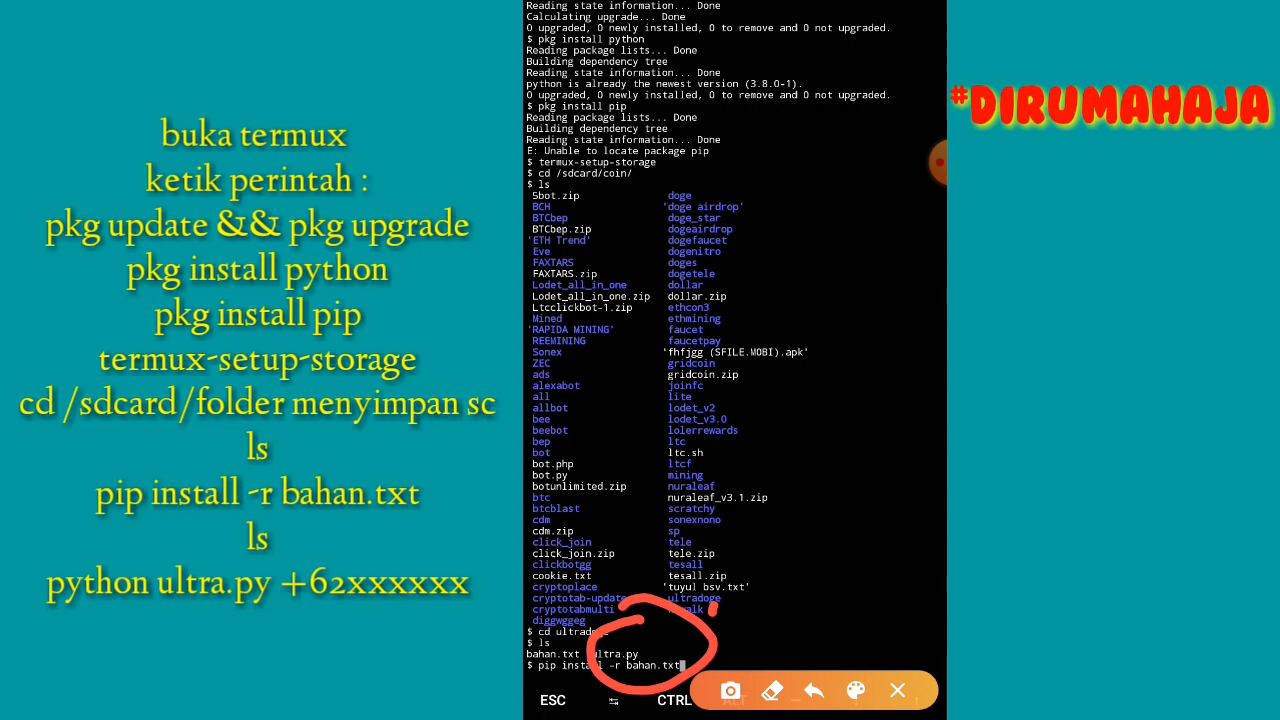 buka termux
ketik perintah :
pkg update && pkg upgrade
pkg install python
pkg install pip
termux-setup-storage
cd /sdcard/folder menyimpan sc
ls
pip install -r bahan.txt
ls
python ultra.py +62xxxxxx
Reading state information... Done
Calculating upgrade... Done
0 upgraded, 0 newly installed, 0 to remove and 0 not upgraded.
$ pkg install python
Reading package lists... Done
Building dependency tree
Reading state information... Done
python is already the newest version (3.8.0-1).
0 upgraded, 0 newly installed, 0 to remove and 0 not upgraded.
$ pkg install pip
Reading package lists... Done
Building dependency tree
Reading state information... Done
E: Unable to locate package pip
$ termux-setup-storage
$ cd /sdcard/coin/
$ ls
5bot.zip doge
BCH 'doge airdrop'
BTCbep doge_star
BTCbep.zip dogeairdrop
'ETH Trend' dogefaucet
Eve dogenitro
FAXTARS doges
FAXTARS.zip dogetele
Lodet_all_in_one dollar
Lodet_all_in_one.zip dollar.zip
Ltcclickbot-1.zip ethcon3
Mined ethmining
'RAPIDA MINING' faucet
REEMINING faucetpay
Sonex 'fhfjgg (SFILE.MOBI).apk'
ZEC gridcoin
ads gridcoin.zip
alexabot joinfc
all lite
allbot lodet_v2
bee lodet_v3.0
beebot lolerrewards
bep ltc
bot ltc.sh
bot.php ltcf
bot.py mining
botunlimited.zip nuraleaf
btc nuraleaf_v3.1.zip
btcblast scratchy
cdm sonexnono
cdm.zip sp
click_join tele
click_join.zip tele.zip
clickbotgg tesall
cookie.txt tesall.zip
cryptoplace 'tuyul bsv.txt'
cryptotab-update ultradoge
cryptotabmulti
diggwggeg
$ cd ultradoge
$ ls
bahan.txt ultra.py
$ pip install -r bahan.txt
ESC CTRL ALT
#DIRUMAHAJA